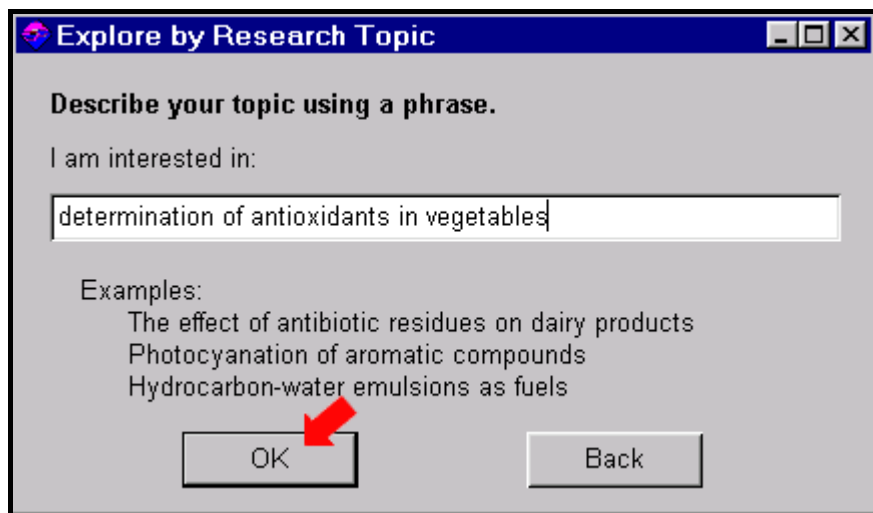 Explore by Research Topic
Describe your topic using a phrase.
I am interested in:
determination of antioxidants in vegetables
Examples:
The effect of antibiotic residues on dairy products
Photocyanation of aromatic compounds
Hydrocarbon-water emulsions as fuels
OK
Back